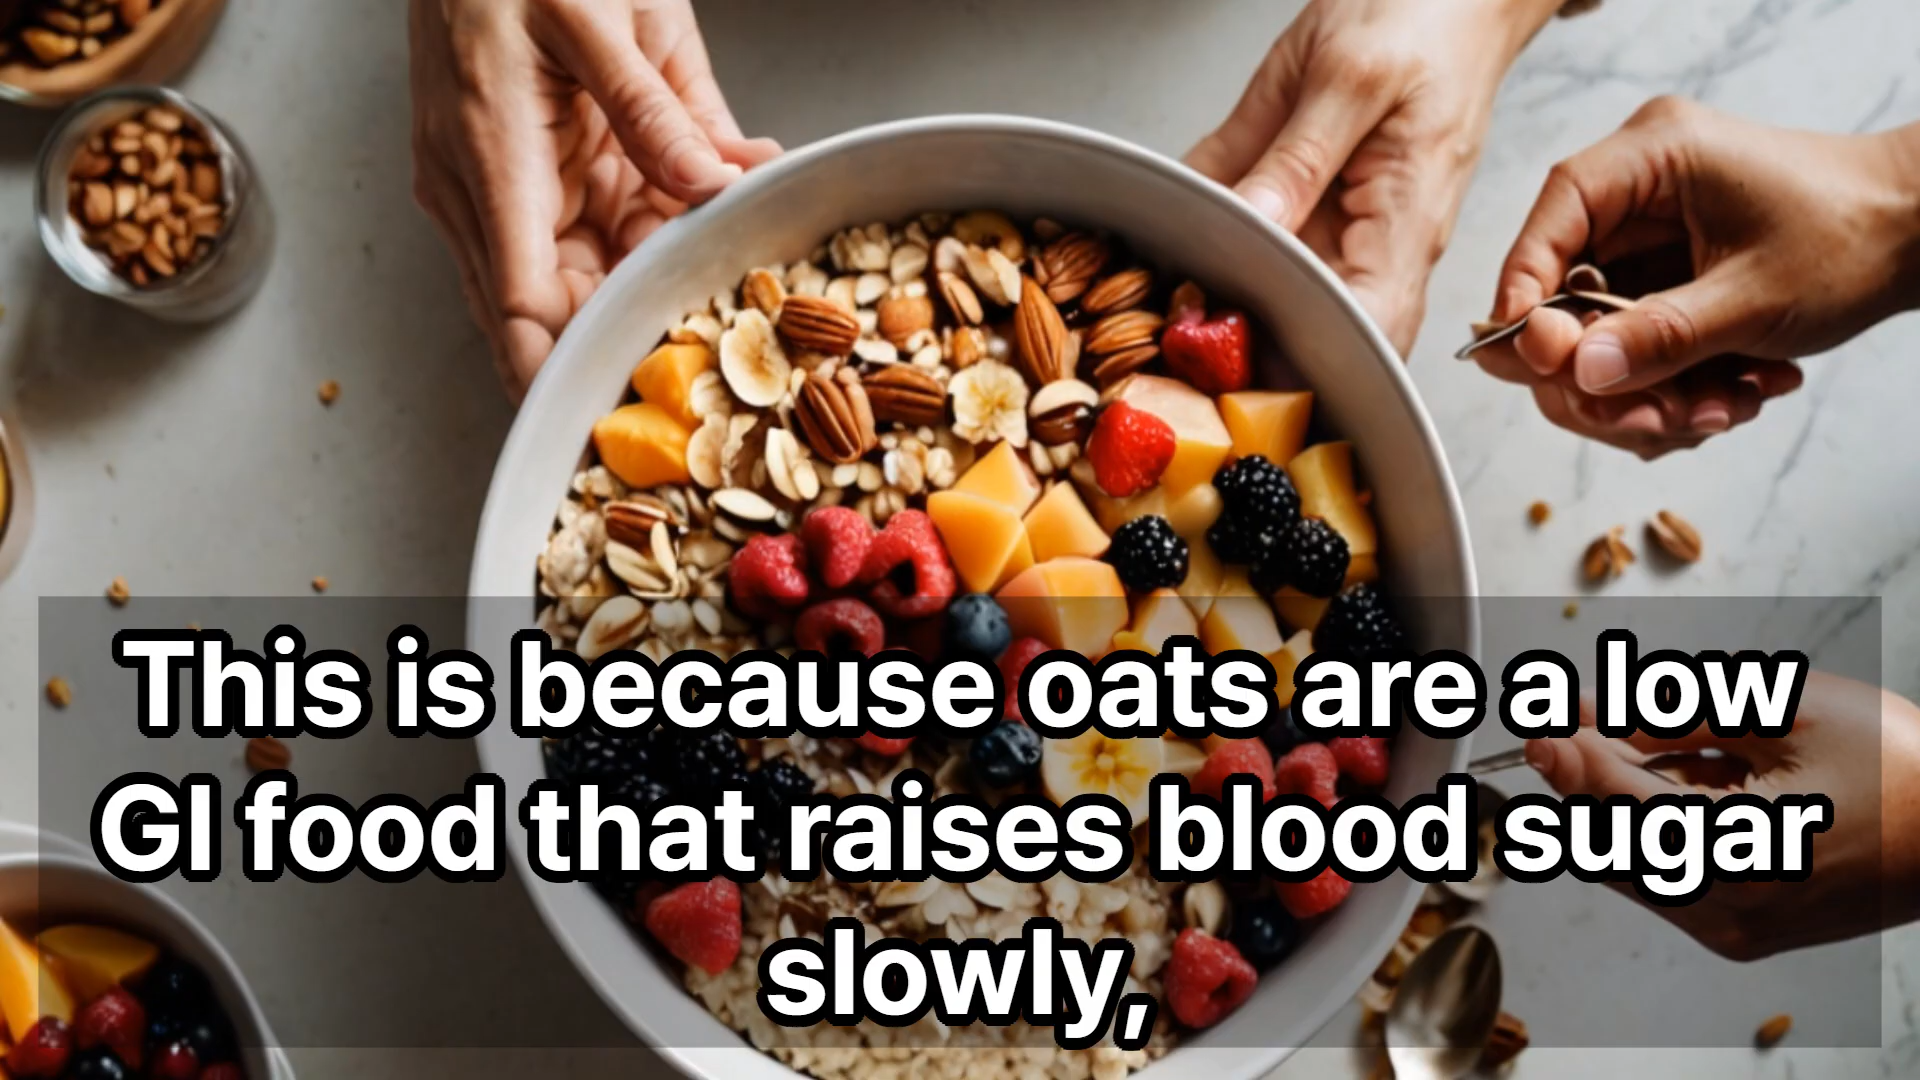 This is because oats are a low
GI food that raises blood sugar
slowly,